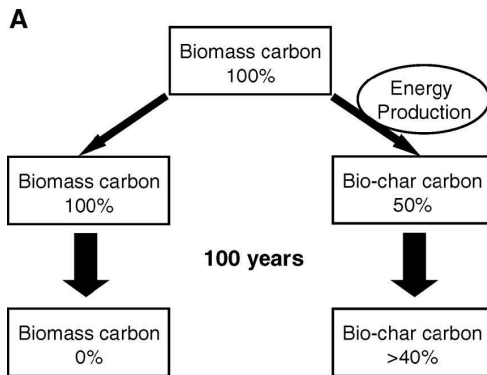 A
Biomass carbon
100%
Energy
Production
Biomass carbon
100%
Bio-char carbon
50%
100 years
Biomass carbon
0%
Bio-char carbon
>40%